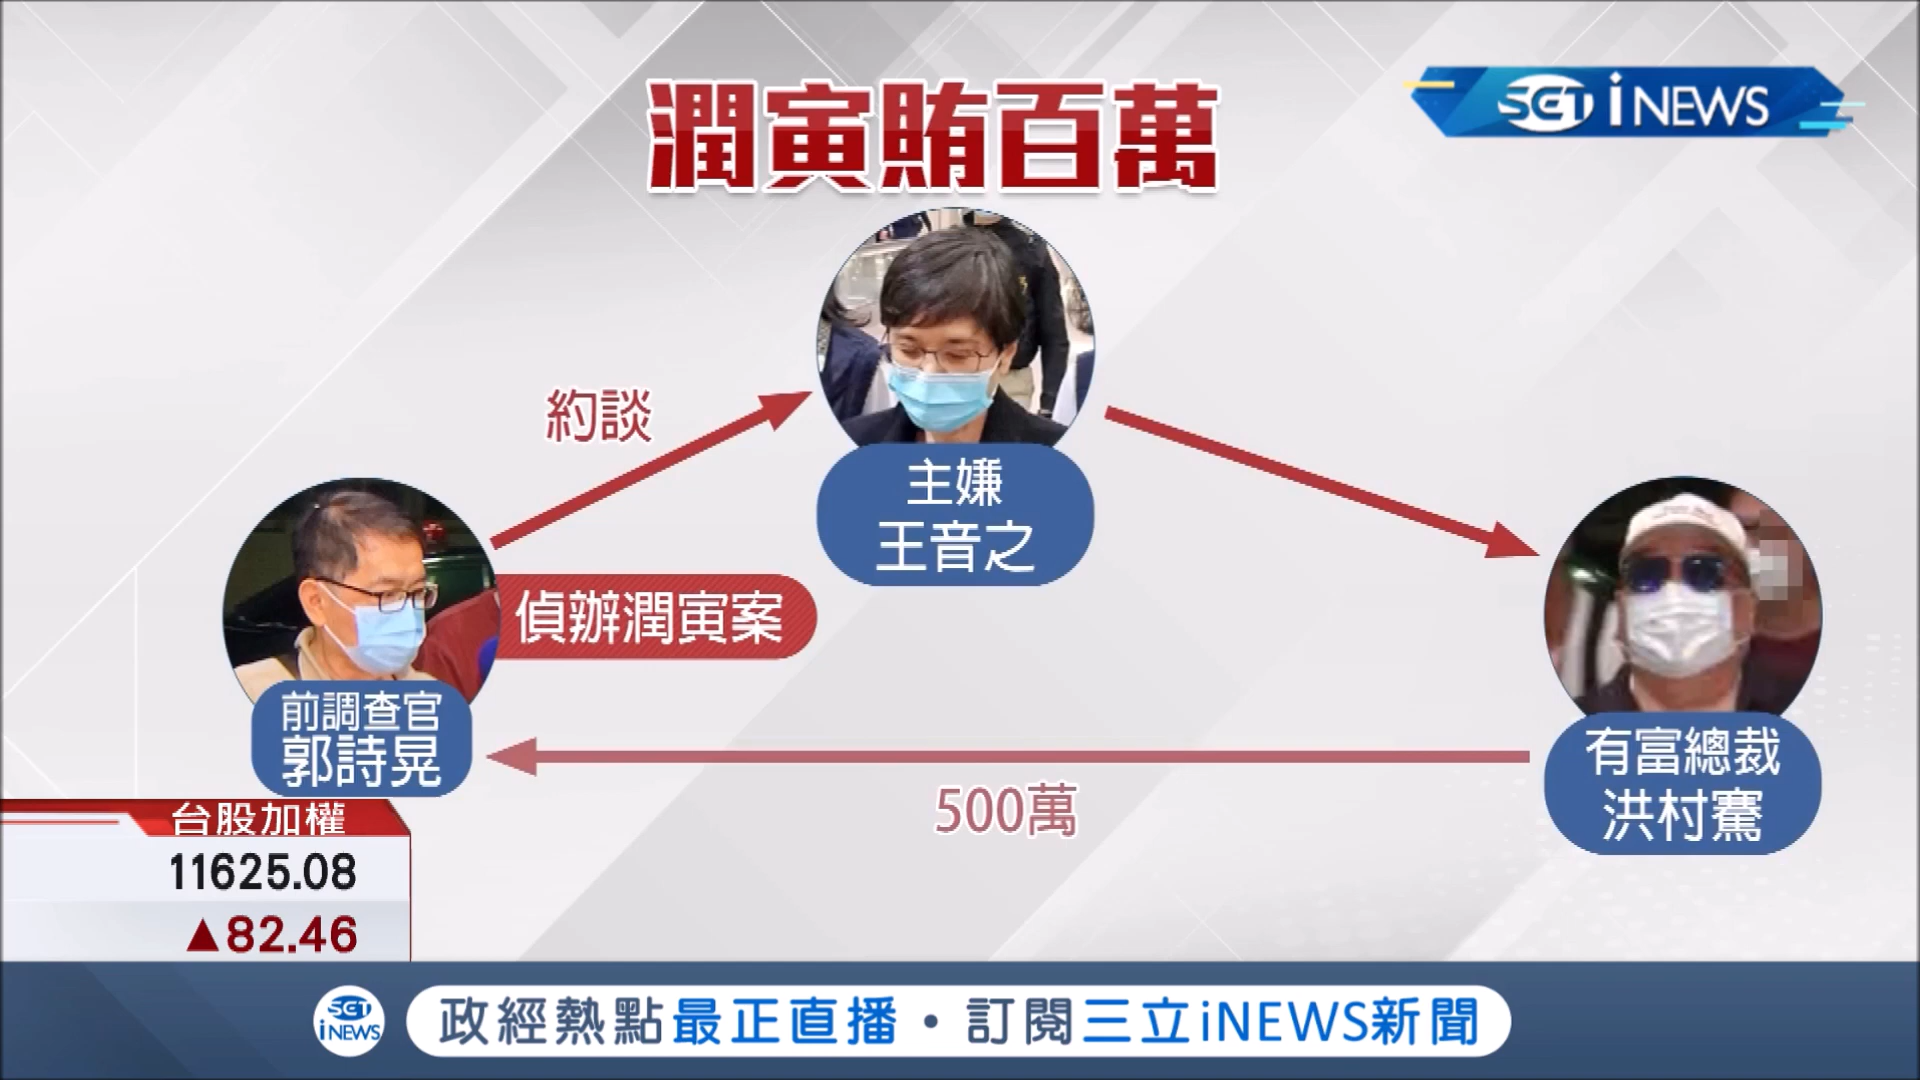 潤寅賄百萬
SET iNEWS
約談
主嫌
王音之
偵辦潤寅案
前調查官
郭詩晃
500萬
有富總裁
洪村騫
台股加權
11625.08
▲82.46
SET iNEWS
政經熱點最正直播・訂閱三立iNEWS新聞